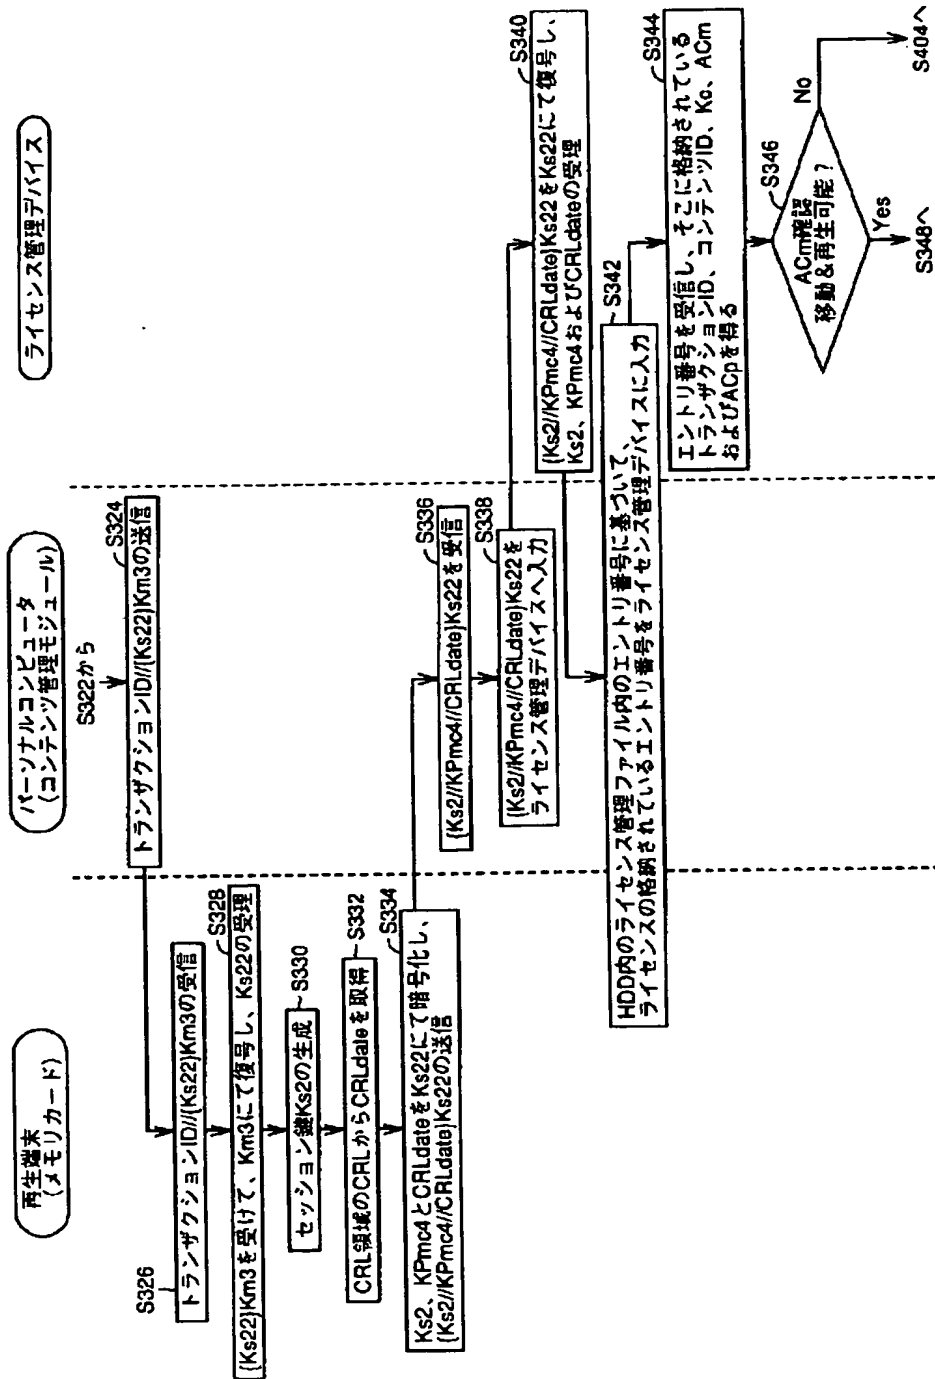 再生端末
(メモリカード)
パーソナルコンピュータ
(コンテンツ管理モジュール)
ライセンス管理デバイス
S322から
S324
トランザクションID//{Ks22}Km3の送信
S326
トランザクションID//{Ks22}Km3の受信
S328
{Ks22}Km3を受けて、Km3にて復号し、Ks22の受理
S330
セッション鍵Ks2の生成
S332
CRL領域のCRLからCRLdateを取得
S334
Ks2、KPmc4とCRLdateをKs22にて暗号化し、
{Ks2//KPmc4//CRLdate}Ks22の送信
S336
{Ks2//KPmc4//CRLdate}Ks22を受信
S338
{Ks2//KPmc4//CRLdate}Ks22を
ライセンス管理デバイスへ入力
S340
{Ks2//KPmc4//CRLdate}Ks22をKs22にて復号し、
Ks2、KPmc4およびCRLdateの受理
S342
HDD内のライセンス管理ファイル内のエントリ番号に基づいて、
ライセンスの格納されているエントリ番号をライセンス管理デバイスに入力
S344
エントリ番号を受信し、そこに格納されている
トランザクションID、コンテンツID、Kc、ACm
およびACpを得る
S346
ACm確認
移動&再生可能?
No
Yes
S348へ
S404へ